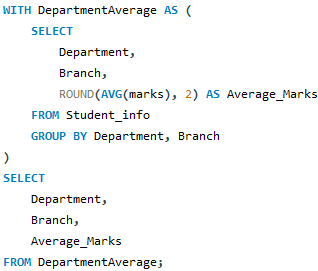 WITH DepartmentAverage AS (
    SELECT
        Department,
        Branch,
        ROUND(AVG(marks), 2) AS Average_Marks
    FROM Student_info
    GROUP BY Department, Branch
)
SELECT
    Department,
    Branch,
    Average_Marks
FROM DepartmentAverage;